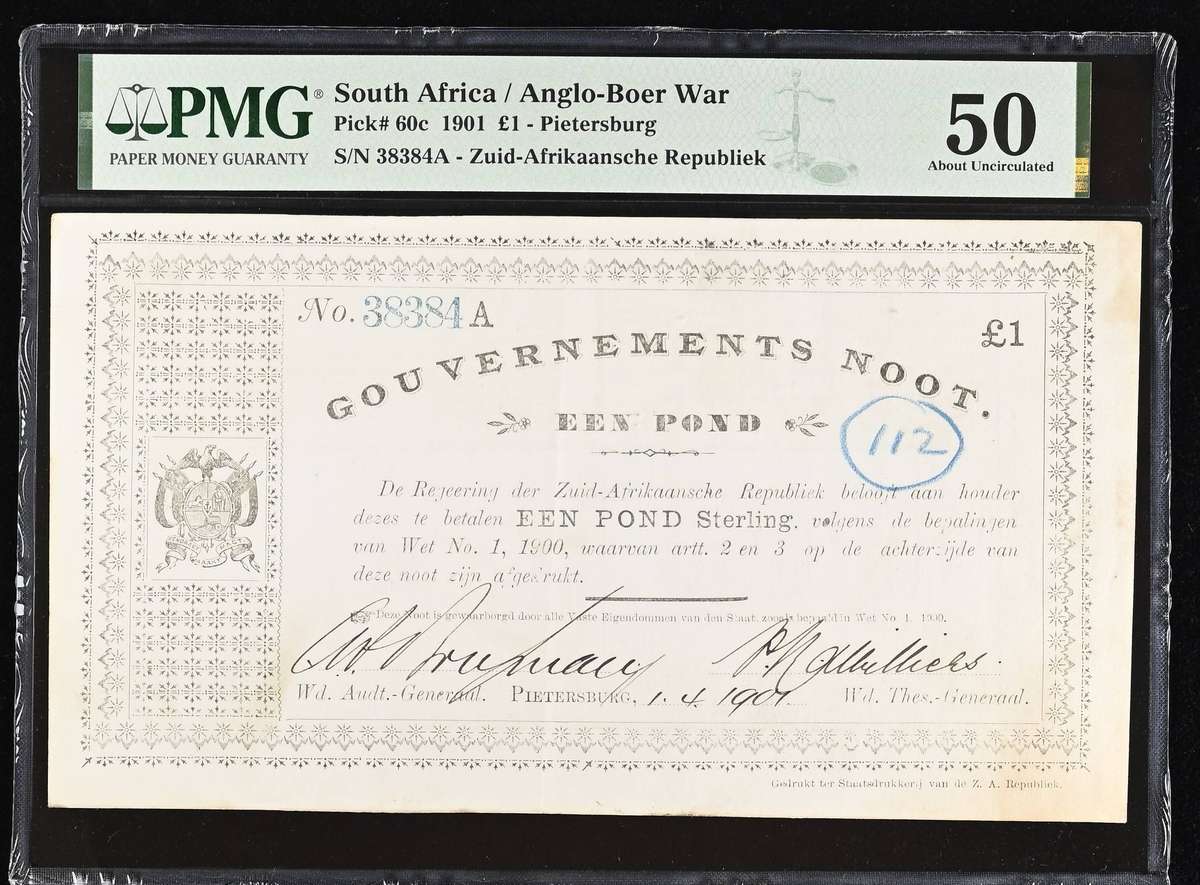 PMG®
PAPER MONEY GUARANTY
South Africa / Anglo-Boer War
Pick# 60c 1901 £1 - Pietersburg
S/N 38384A - Zuid-Afrikaansche Republiek
50
About Uncirculated
No. 38384 A
£1
GOUVERNEMENTS NOOT.
EEN POND
112
De Regeering der Zuid-Afrikaansche Republiek belooft aan houder
dezes te betalen EEN POND Sterling, volgens de bepalingen
van Wet No. 1, 1900, waarvan artt. 2 en 3 op de achterzijde van
deze noot zijn afgedrukt.
Deze Noot is gewaarborgd door alle Vaste Eigendommen van den Staat, zooals bepaald in Wet No. 1. 1900.
Wd. Audt.-Generaal. PIETERSBURG, 1.4.1901 Wd. Thes.-Generaal.
Gedrukt ter Staatsdrukkerij van de Z. A. Republiek.